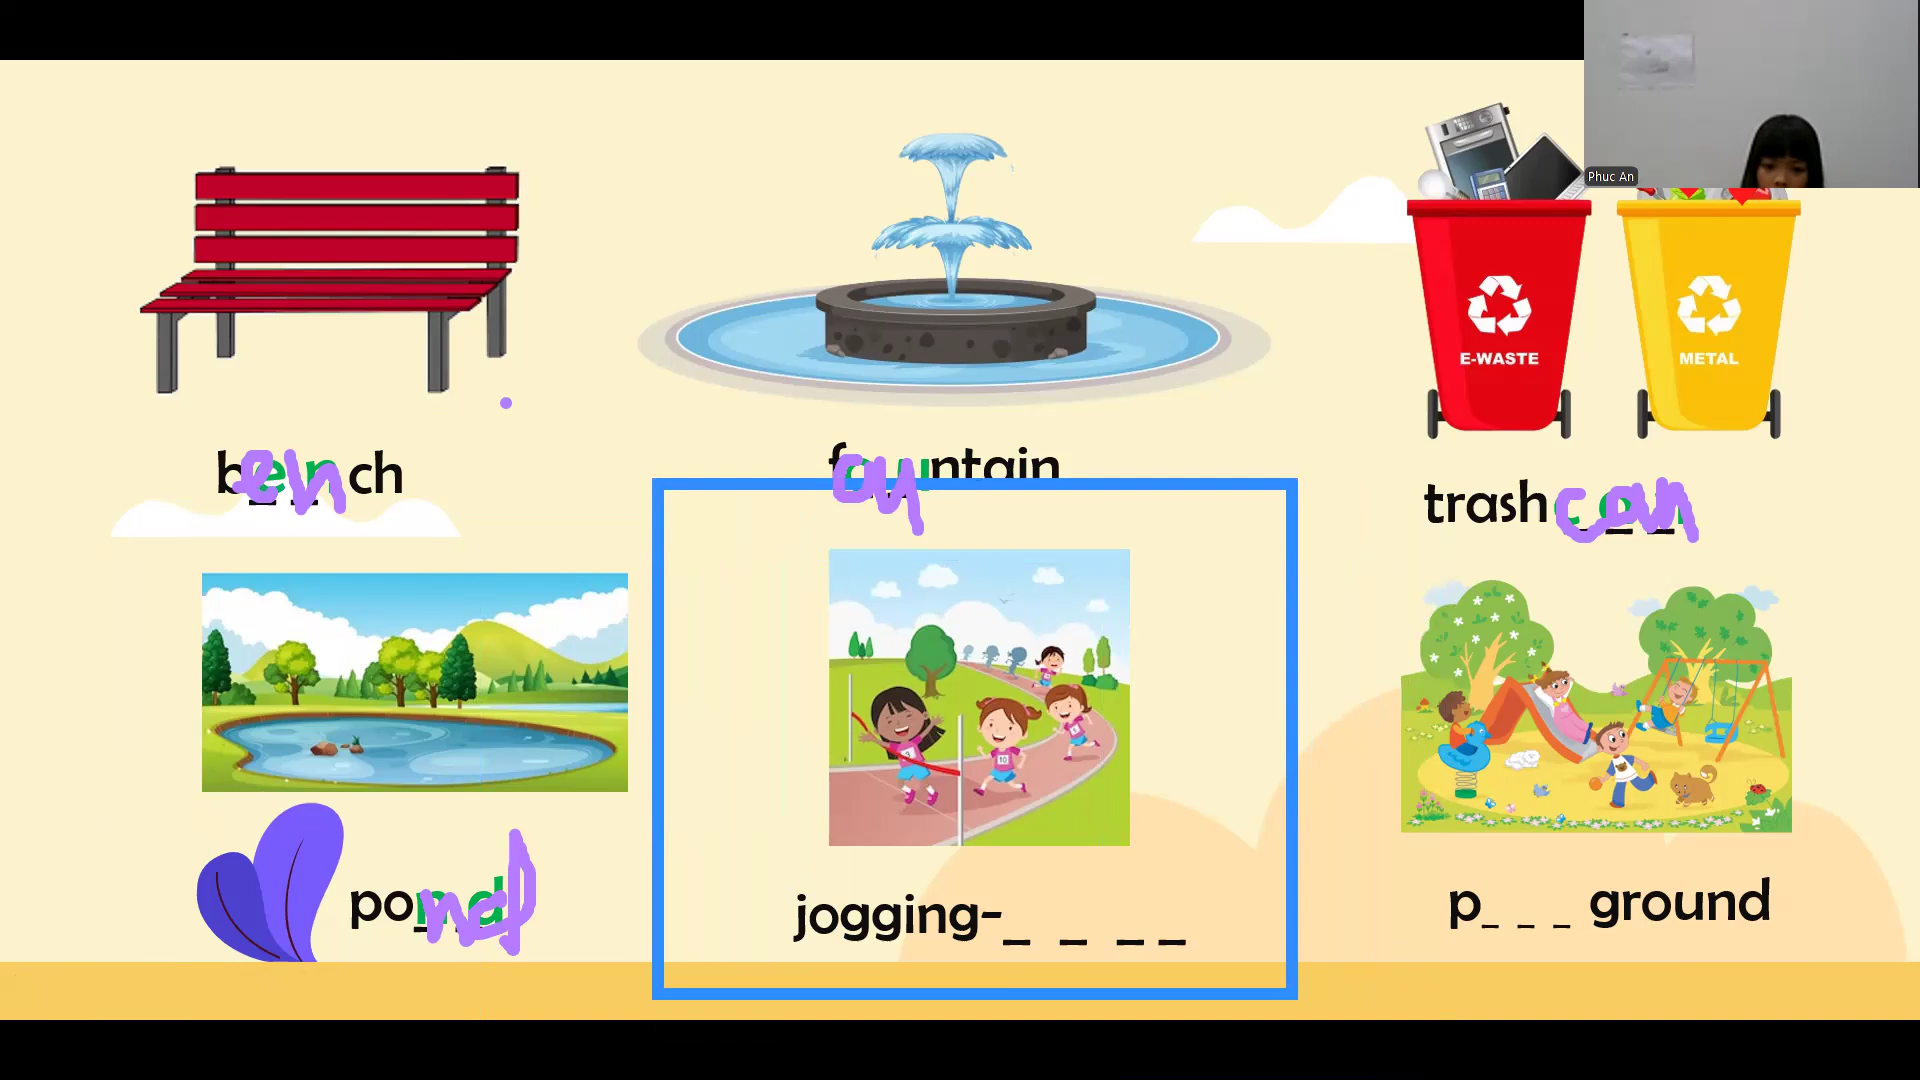 Phuc An
E-WASTE
METAL
bench
fountain
trash can
pond
jogging-_ _ _ _
p_ _ _ ground